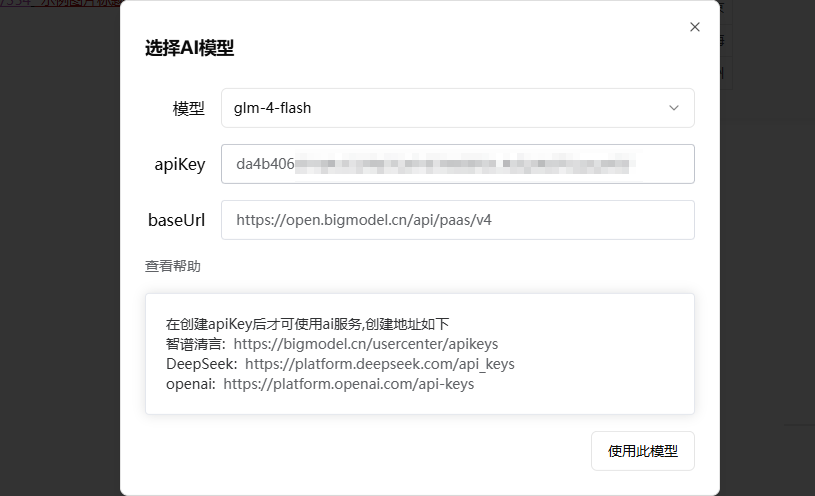 选择AI模型
模型
glm-4-flash
apiKey
da4b406
baseUrl
https://open.bigmodel.cn/api/paas/v4
查看帮助
在创建apiKey后才可使用ai服务,创建地址如下
智谱清言: https://bigmodel.cn/usercenter/apikeys
DeepSeek: https://platform.deepseek.com/api_keys
openai: https://platform.openai.com/api-keys
使用此模型